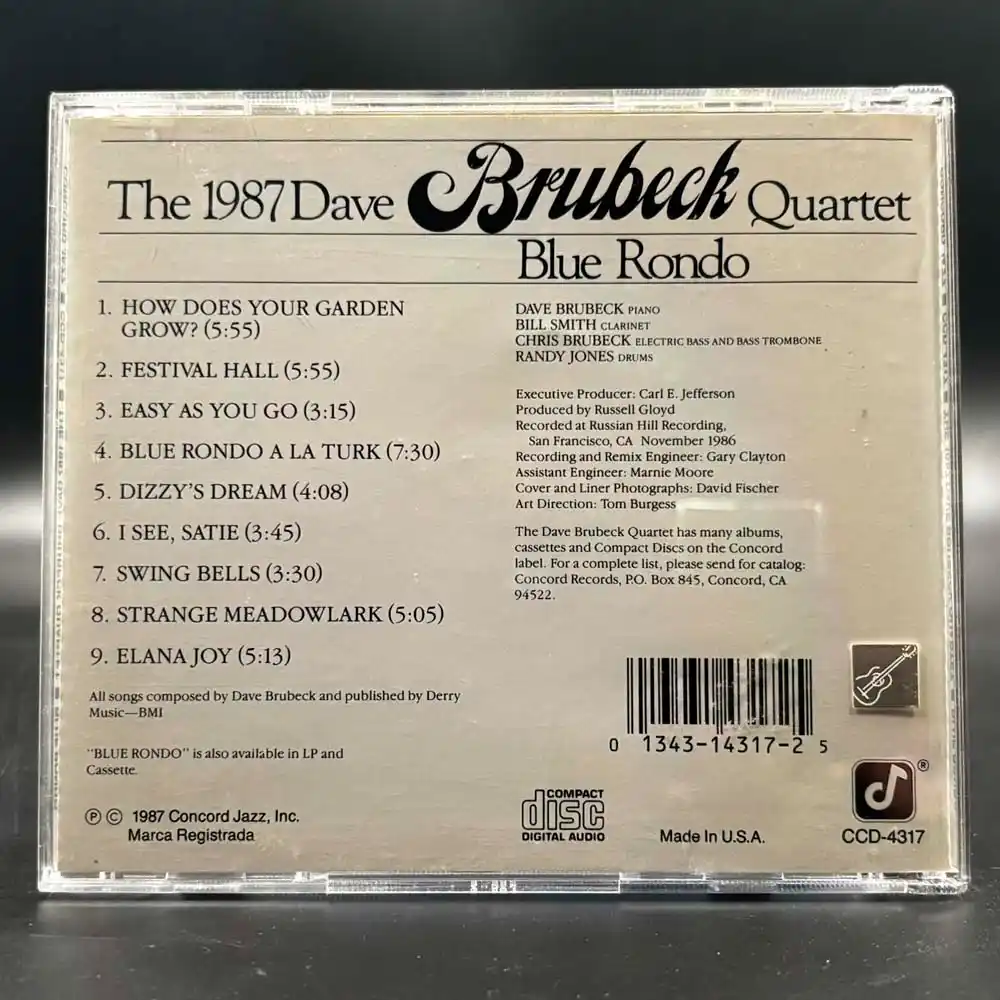 The 1987 Dave Brubeck Quartet
Blue Rondo
1. HOW DOES YOUR GARDEN
GROW? (5:55)
2. FESTIVAL HALL (5:55)
3. EASY AS YOU GO (3:15)
4. BLUE RONDO A LA TURK (7:30)
5. DIZZY'S DREAM (4:08)
6. I SEE, SATIE (3:45)
7. SWING BELLS (3:30)
8. STRANGE MEADOWLARK (5:05)
9. ELANA JOY (5:13)
All songs composed by Dave Brubeck and published by Derry
Music—BMI
"BLUE RONDO" is also available in LP and
Cassette.
℗ © 1987 Concord Jazz, Inc.
Marca Registrada
DAVE BRUBECK PIANO
BILL SMITH CLARINET
CHRIS BRUBECK ELECTRIC BASS AND BASS TROMBONE
RANDY JONES DRUMS
Executive Producer: Carl E. Jefferson
Produced by Russell Gloyd
Recorded at Russian Hill Recording,
San Francisco, CA November 1986
Recording and Remix Engineer: Gary Clayton
Assistant Engineer: Marnie Moore
Cover and Liner Photographs: David Fischer
Art Direction: Tom Burgess
The Dave Brubeck Quartet has many albums,
cassettes and Compact Discs on the Concord
label. For a complete list, please send for catalog:
Concord Records, P.O. Box 845, Concord, CA
94522.
0 1343-14317-2 5
COMPACT
disc
DIGITAL AUDIO
Made In U.S.A.
®
CCD-4317